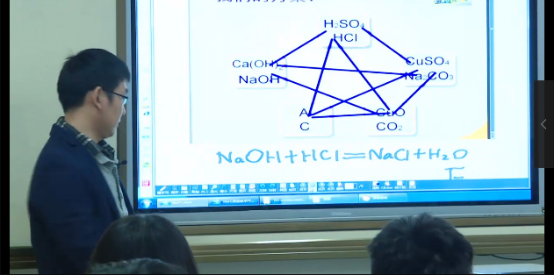 H₂SO₄
HCl
Ca(OH)₂
NaOH
CuSO₄
Na₂CO₃
C
CuO
CO₂
NaOH+HCl=NaCl+H₂O